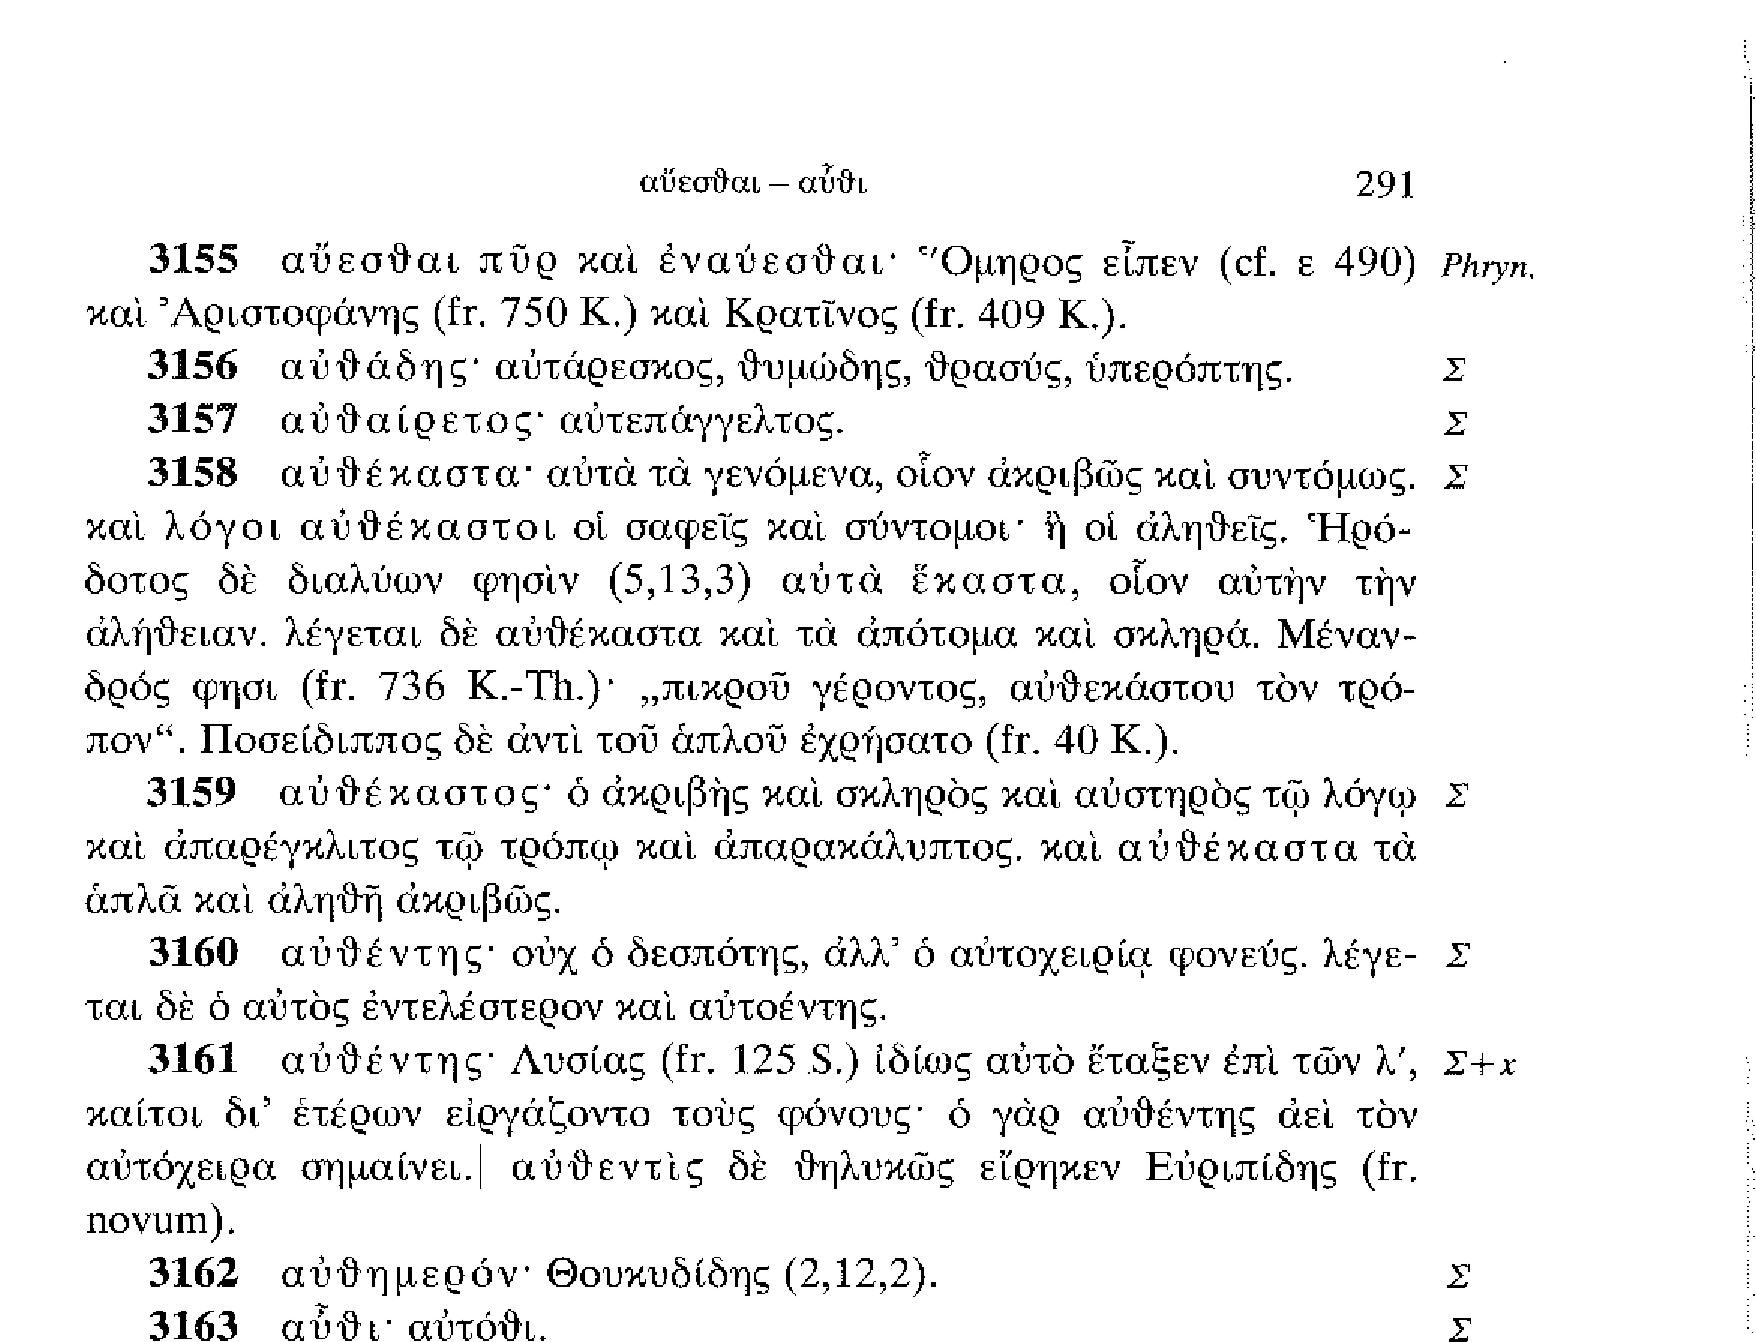 αὔεσθαι – αὖθι 291
3155 αὔεσθαι πῦρ καὶ ἐναύεσθαι· Ὅμηρος εἶπεν (cf. ε 490) Phryn.
καὶ Ἀριστοφάνης (fr. 750 K.) καὶ Κρατῖνος (fr. 409 K.).
3156 αὐθάδης· αὐτάρεσκος, θυμώδης, θρασύς, ὑπερόπτης. Σ
3157 αὐθαίρετος· αὐτεπάγγελτος. Σ
3158 αὐθέκαστα· αὐτὰ τὰ γενόμενα, οἷον ἀκριβῶς καὶ συντόμως. Σ
καὶ λόγοι αὐθέκαστοι οἱ σαφεῖς καὶ σύντομοι· ἢ οἱ ἀληθεῖς. Ἡρό-
δοτος δὲ διαλύων φησὶν (5,13,3) αὐτὰ ἕκαστα, οἷον αὐτὴν τὴν
ἀλήθειαν. λέγεται δὲ αὐθέκαστα καὶ τὰ ἀπότομα καὶ σκληρά. Μέναν-
δρός φησι (fr. 736 K.-Th.)· „πικροῦ γέροντος, αὐθεκάστου τὸν τρό-
πον“. Ποσείδιππος δὲ ἀντὶ τοῦ ἁπλοῦ ἐχρήσατο (fr. 40 K.).
3159 αὐθέκαστος· ὁ ἀκριβὴς καὶ σκληρὸς καὶ αὐστηρὸς τῷ λόγῳ Σ
καὶ ἀπαρέγκλιτος τῷ τρόπῳ καὶ ἀπαρακάλυπτος. καὶ αὐθέκαστα τὰ
ἁπλᾶ καὶ ἀληθῆ ἀκριβῶς.
3160 αὐθέντης· οὐχ ὁ δεσπότης, ἀλλ’ ὁ αὐτοχειρίᾳ φονεύς. λέγε- Σ
ται δὲ ὁ αὐτὸς ἐντελέστερον καὶ αὐτοέντης.
3161 αὐθέντης· Λυσίας (fr. 125 S.) ἰδίως αὐτὸ ἔταξεν ἐπὶ τῶν λʹ, Σ+x
καίτοι δι’ ἑτέρων εἰργάζοντο τοὺς φόνους· ὁ γὰρ αὐθέντης ἀεὶ τὸν
αὐτόχειρα σημαίνει.| αὐθεντὶς δὲ θηλυκῶς εἴρηκεν Εὐριπίδης (fr.
novum).
3162 αὐθημερόν· Θουκυδίδης (2,12,2). Σ
3163 αὖθι· αὐτόθι. Σ